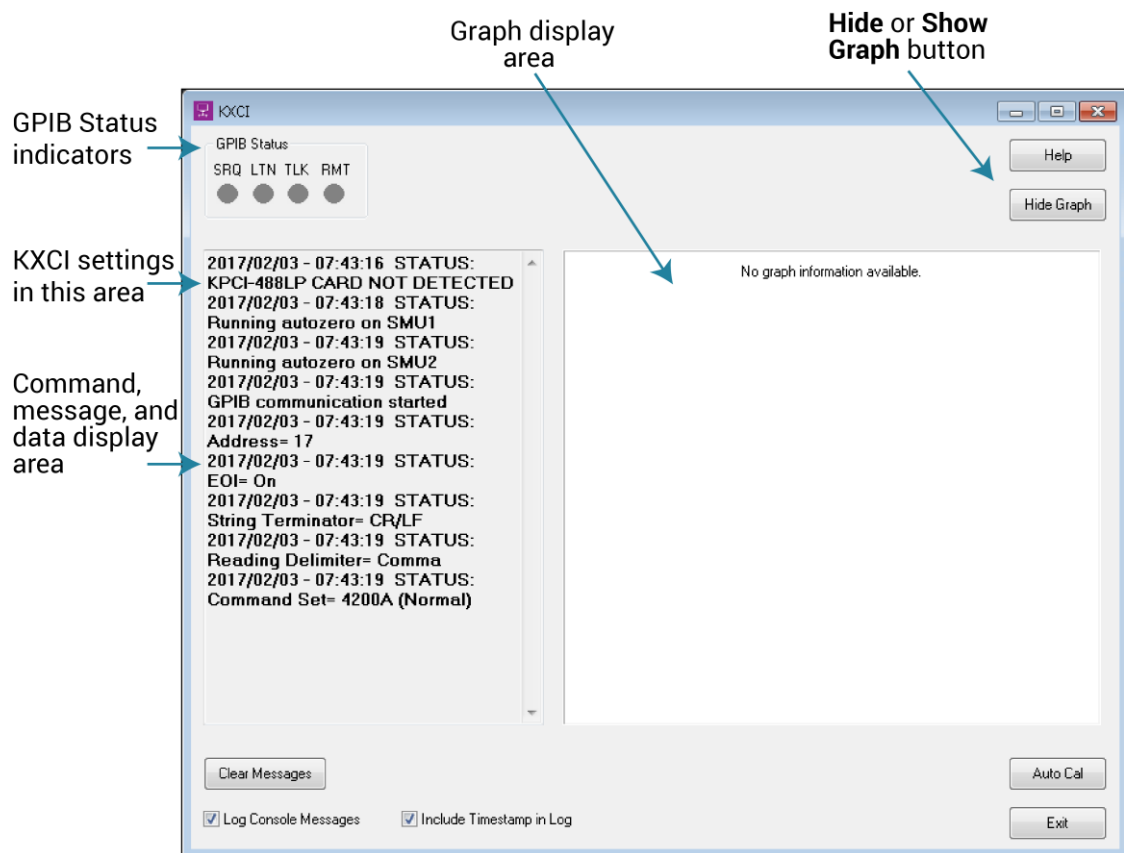 Graph display
area
Hide or Show
Graph button
GPIB Status
indicators
KXCI settings
in this area
Command,
message, and
data display
area
KXCI
GPIB Status
SRQ LTN TLK RMT
Help
Hide Graph
2017/02/03 - 07:43:16 STATUS:
KPCI-488LP CARD NOT DETECTED
2017/02/03 - 07:43:18 STATUS:
Running autozero on SMU1
2017/02/03 - 07:43:19 STATUS:
Running autozero on SMU2
2017/02/03 - 07:43:19 STATUS:
GPIB communication started
2017/02/03 - 07:43:19 STATUS:
Address= 17
2017/02/03 - 07:43:19 STATUS:
EOI= On
2017/02/03 - 07:43:19 STATUS:
String Terminator= CR/LF
2017/02/03 - 07:43:19 STATUS:
Reading Delimiter= Comma
2017/02/03 - 07:43:19 STATUS:
Command Set= 4200A (Normal)
No graph information available.
Clear Messages
Auto Cal
Log Console Messages
Include Timestamp in Log
Exit